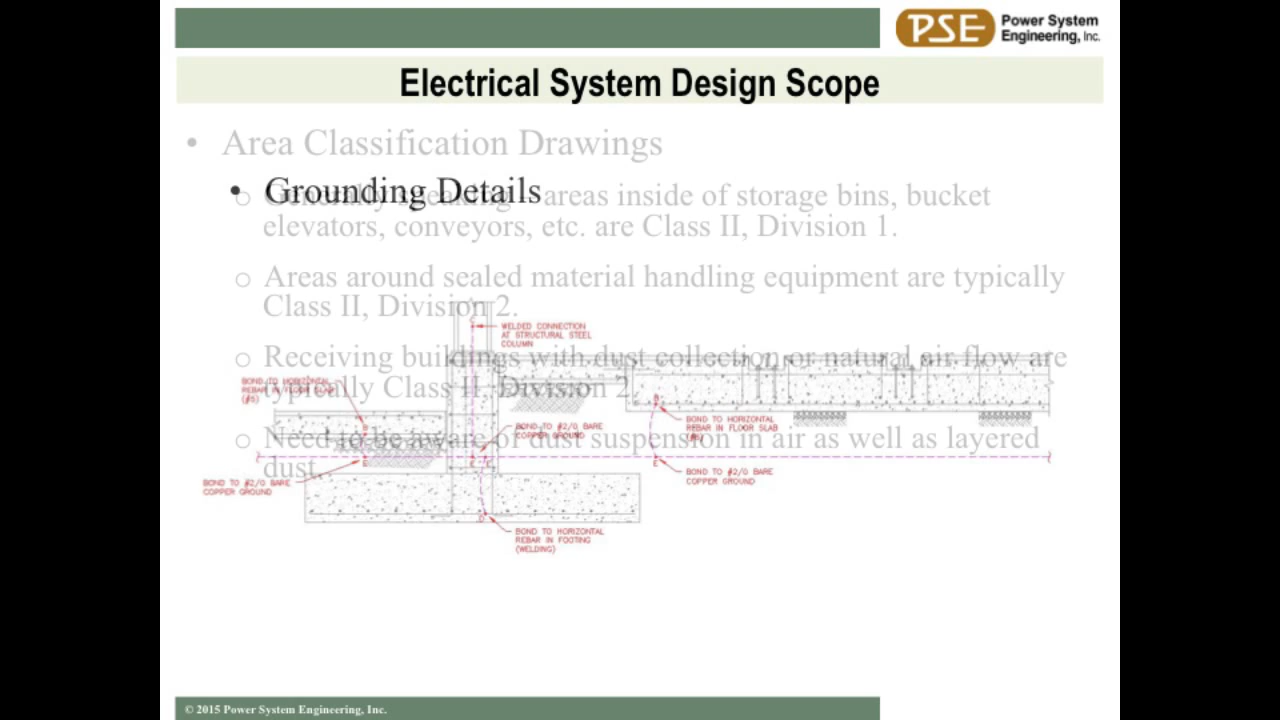 PSE Power System
Engineering, Inc.
Electrical System Design Scope
• Area Classification Drawings
• Grounding Details
○ Generally speaking - areas inside of storage bins, bucket
elevators, conveyors, etc. are Class II, Division 1.
○ Areas around sealed material handling equipment are typically
Class II, Division 2.
○ Receiving buildings with dust collection or natural air flow are
typically Class II, Division 2.
○ Need to be aware of dust suspension in air as well as layered
dust.
WELDED CONNECTION
AT STRUCTURAL STEEL
COLUMN
BOND TO HORIZONTAL
REBAR IN FLOOR SLAB
(#5)
BOND TO #2/0 BARE
COPPER GROUND
BOND TO HORIZONTAL
REBAR IN FLOOR SLAB
BOND TO #2/0 BARE
COPPER GROUND
BOND TO #2/0 BARE
COPPER GROUND
BOND TO HORIZONTAL
REBAR IN FOOTING
(WELDING)
© 2015 Power System Engineering, Inc.